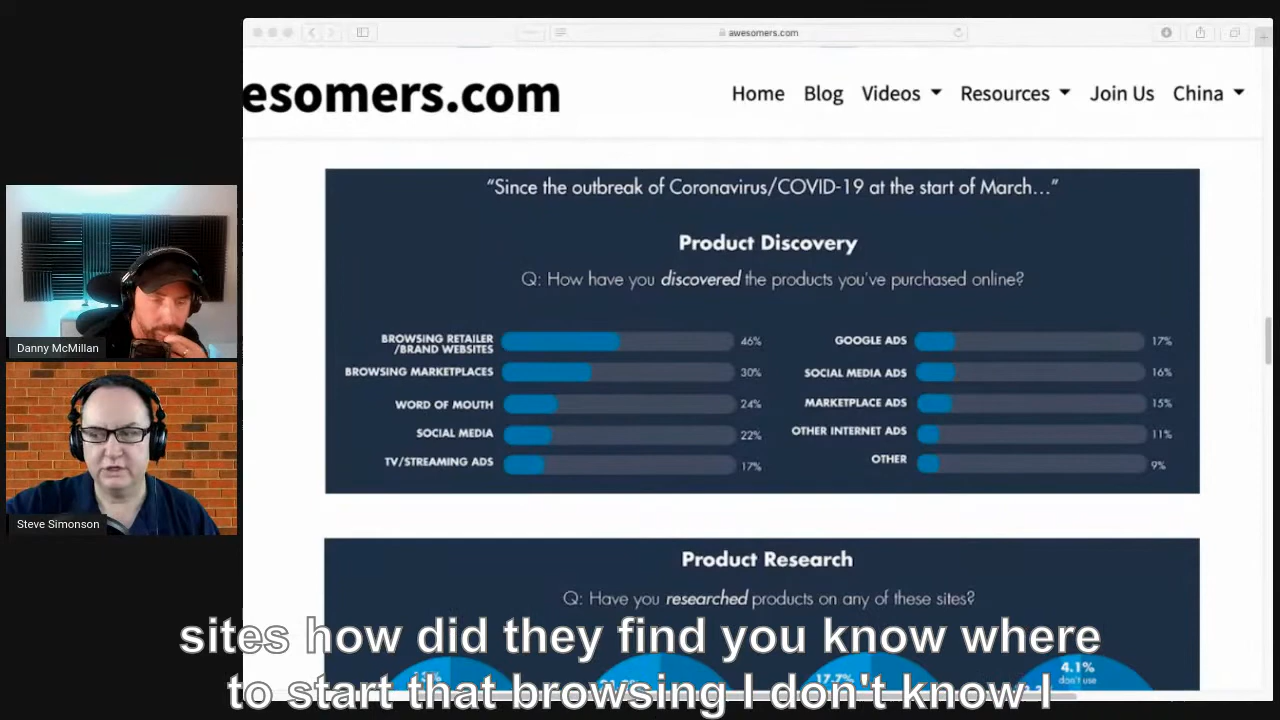 awesomers.com
esomers.com
Home Blog Videos Resources Join Us China
“Since the outbreak of Coronavirus/COVID-19 at the start of March…”
Product Discovery
Q: How have you discovered the products you've purchased online?
BROWSING RETAILER
/BRAND WEBSITES 46%
BROWSING MARKETPLACES 30%
WORD OF MOUTH 24%
SOCIAL MEDIA 22%
TV/STREAMING ADS 17%
GOOGLE ADS 17%
SOCIAL MEDIA ADS 16%
MARKETPLACE ADS 15%
OTHER INTERNET ADS 11%
OTHER 9%
Danny McMillan
Steve Simonson
Product Research
Q: Have you researched products on any of these sites?
17.7%
4.1%
don't use
sites how did they find you know where
to start that browsing I don't know I